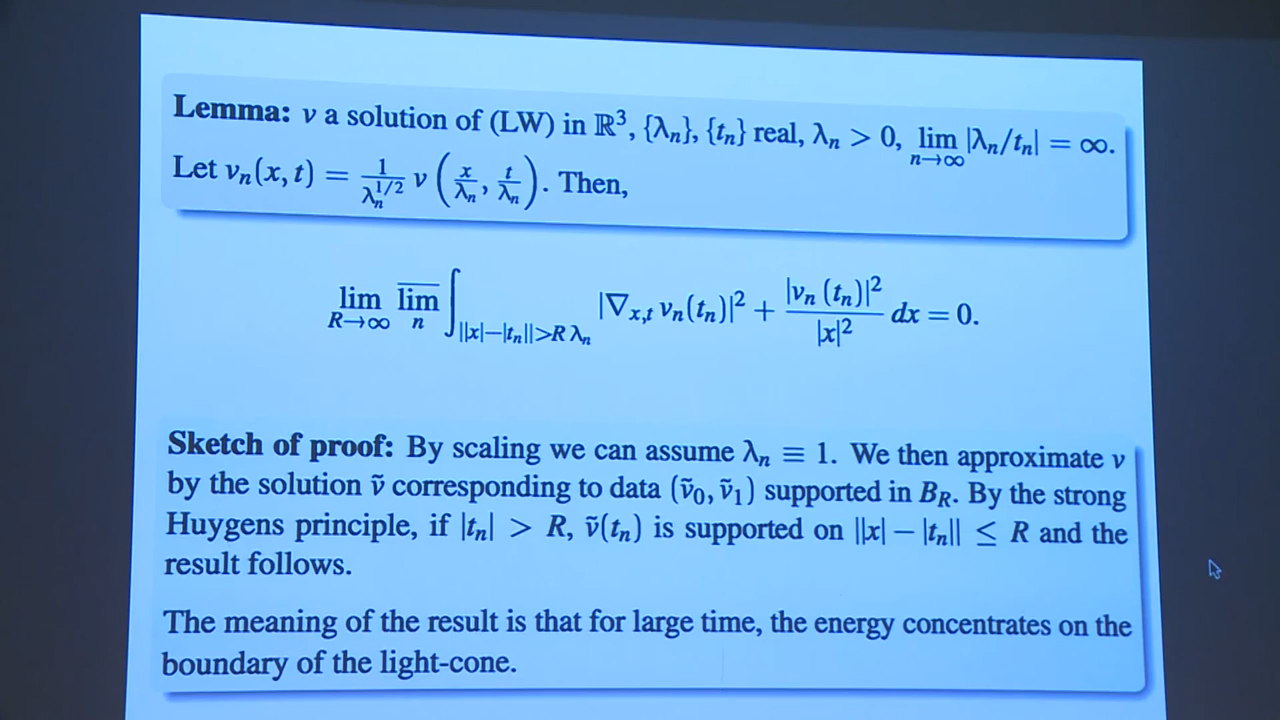 Lemma: v a solution of (LW) in ℝ³, {λₙ}, {tₙ} real, λₙ > 0, lim_{n→∞} |λₙ/tₙ| = ∞.
Let vₙ(x, t) = \frac{1}{λₙ^{1/2}} v (\frac{x}{λₙ}, \frac{t}{λₙ}). Then,
lim_{R→∞} \overline{lim}_n ∫_{||x|−|tₙ||>R λₙ} |∇_{x,t} vₙ(tₙ)|² + \frac{|vₙ (tₙ)|²}{|x|²} dx = 0.
Sketch of proof: By scaling we can assume λₙ ≡ 1. We then approximate v
by the solution ṽ corresponding to data (ṽ₀, ṽ₁) supported in B_R. By the strong
Huygens principle, if |tₙ| > R, ṽ(tₙ) is supported on ||x| − |tₙ|| ≤ R and the
result follows.
The meaning of the result is that for large time, the energy concentrates on the
boundary of the light-cone.